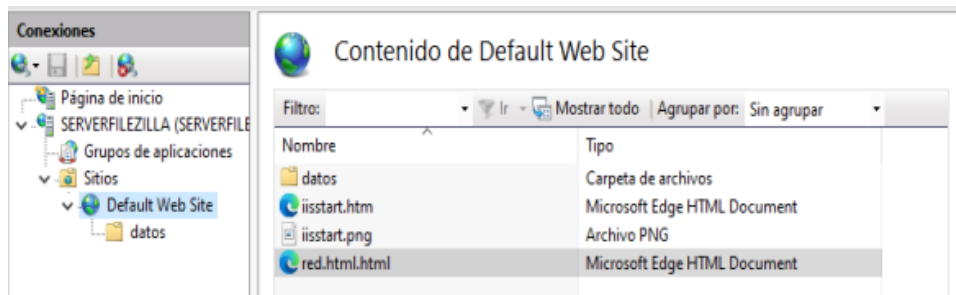 Conexiones
Página de inicio
SERVERFILEZILLA (SERVERFILE
Grupos de aplicaciones
Sitios
Default Web Site
datos
Contenido de Default Web Site
Filtro: Ir Mostrar todo Agrupar por: Sin agrupar
Nombre Tipo
datos Carpeta de archivos
iisstart.htm Microsoft Edge HTML Document
iisstart.png Archivo PNG
red.html.html Microsoft Edge HTML Document